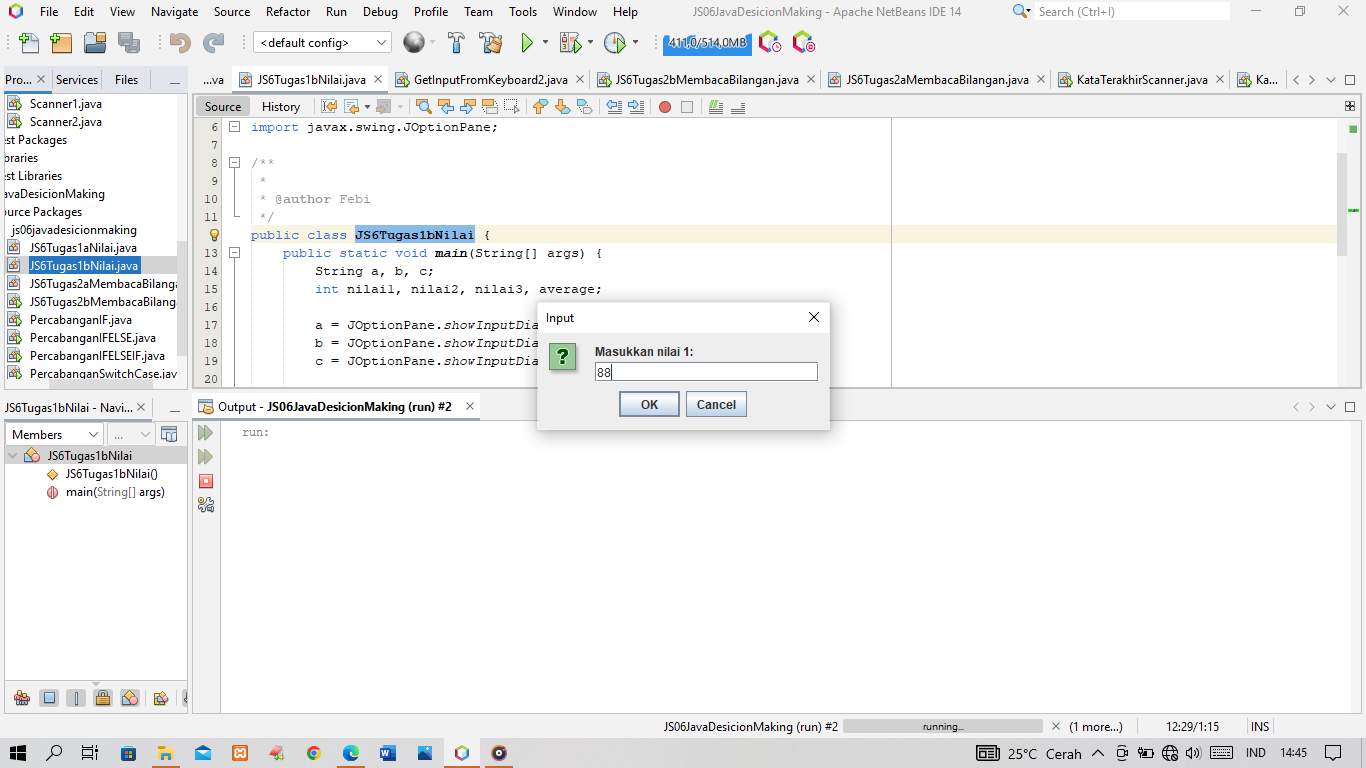 File Edit View Navigate Source Refactor Run Debug Profile Team Tools Window Help JS06JavaDesicionMaking - Apache NetBeans IDE 14 Search (Ctrl+I)
<default config> 411,0/514,0MB
Pro... Services Files ...va JS6Tugas1bNilai.java GetInputFromKeyboard2.java JS6Tugas2bMembacaBilangan.java JS6Tugas2aMembacaBilangan.java KataTerakhirScanner.java Ka...
Source History
Scanner1.java
Scanner2.java
est Packages
braries
est Libraries
avaDesicionMaking
ource Packages
js06javadesicionmaking
JS6Tugas1aNilai.java
JS6Tugas1bNilai.java
JS6Tugas2aMembacaBilanga
JS6Tugas2bMembacaBilang
PercabanganIF.java
PercabanganIFELSE.java
PercabanganIFELSEIF.java
PercabanganSwitchCase.jav
6 import javax.swing.JOptionPane;
7
8 /**
9 *
10 * @author Febi
11 */
public class JS6Tugas1bNilai {
13 public static void main(String[] args) {
14 String a, b, c;
15 int nilai1, nilai2, nilai3, average;
16
17 a = JOptionPane.showInputDia
18 b = JOptionPane.showInputDia
19 c = JOptionPane.showInputDia
20
Input
Masukkan nilai 1:
88
OK Cancel
JS6Tugas1bNilai - Navi...
Members ...
JS6Tugas1bNilai
JS6Tugas1bNilai()
main(String[] args)
Output - JS06JavaDesicionMaking (run) #2
run:
JS06JavaDesicionMaking (run) #2 running... (1 more...) 12:29/1:15 INS
25°C Cerah IND 14:45